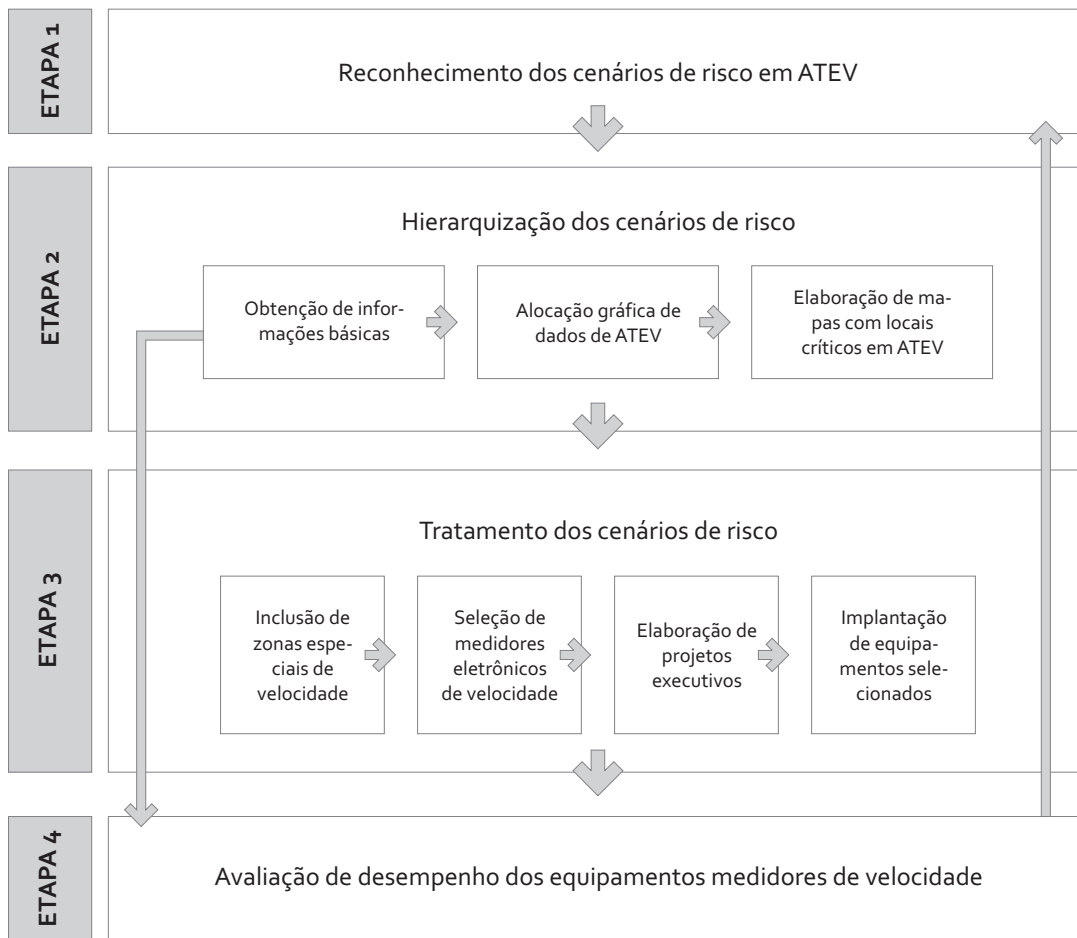 ETAPA 1
Reconhecimento dos cenários de risco em ATEV
ETAPA 2
Hierarquização dos cenários de risco
Obtenção de infor-
mações básicas
Alocação gráfica de
dados de ATEV
Elaboração de ma-
pas com locais
críticos em ATEV
ETAPA 3
Tratamento dos cenários de risco
Inclusão de
zonas espe-
ciais de
velocidade
Seleção de
medidores
eletrônicos
de velocidade
Elaboração de
projetos
executivos
Implantação
de equipa-
mentos sele-
cionados
ETAPA 4
Avaliação de desempenho dos equipamentos medidores de velocidade